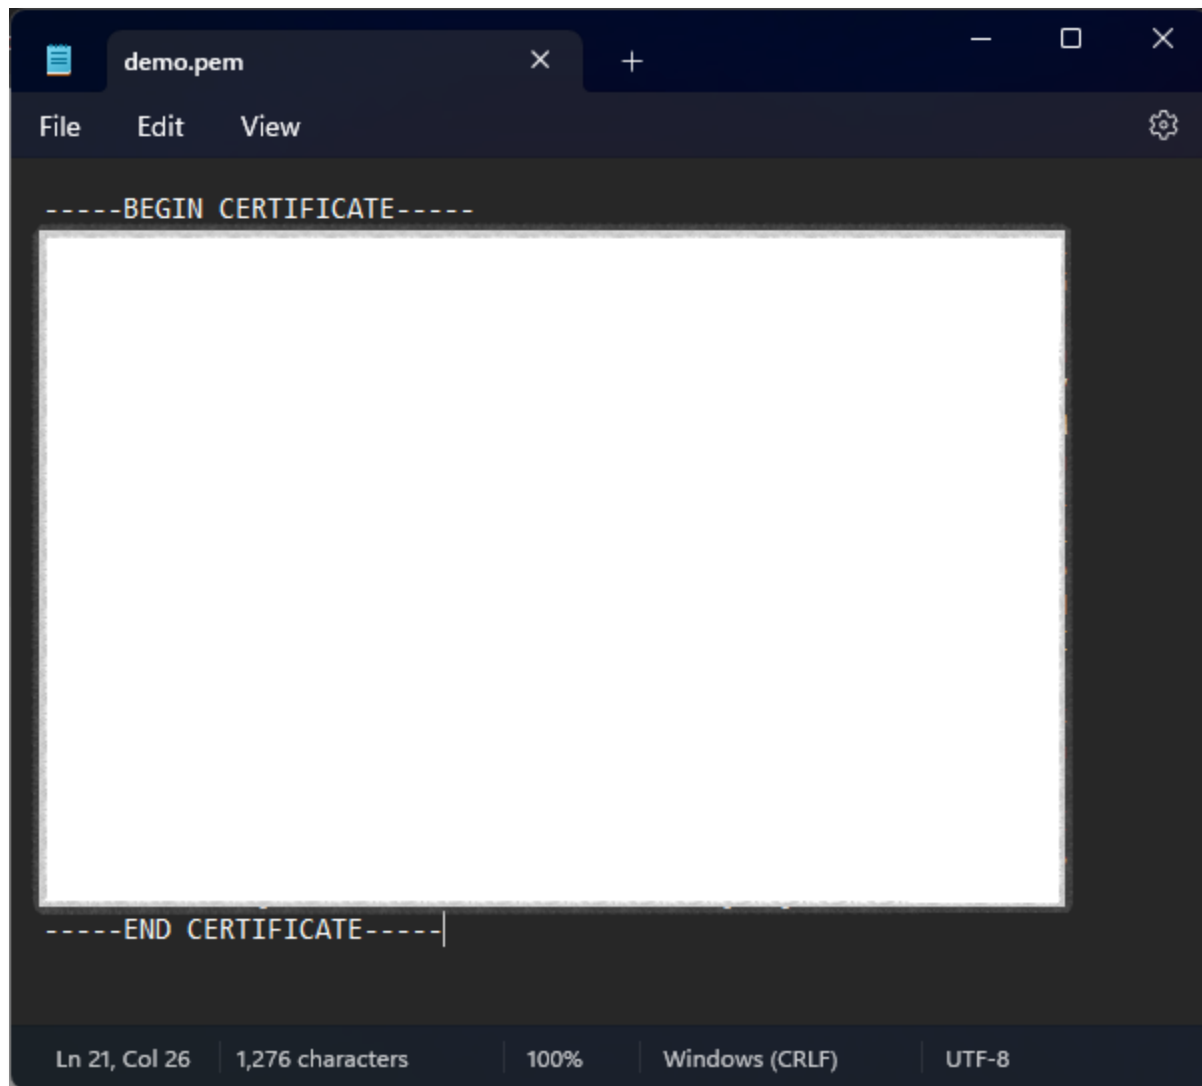 demo.pem
File Edit View
-----BEGIN CERTIFICATE-----
-----END CERTIFICATE-----
Ln 21, Col 26 1,276 characters 100% Windows (CRLF) UTF-8